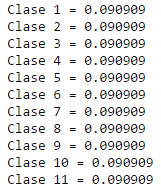 Clase 1 = 0.090909
Clase 2 = 0.090909
Clase 3 = 0.090909
Clase 4 = 0.090909
Clase 5 = 0.090909
Clase 6 = 0.090909
Clase 7 = 0.090909
Clase 8 = 0.090909
Clase 9 = 0.090909
Clase 10 = 0.090909
Clase 11 = 0.090909